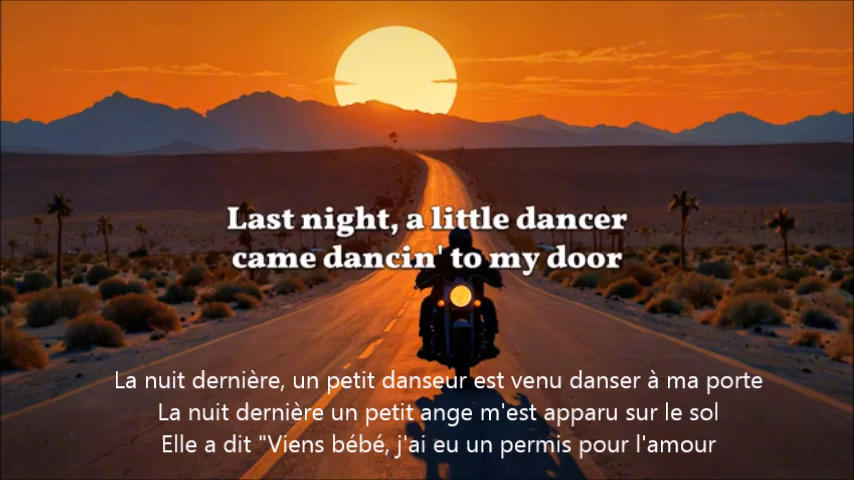 Last night, a little dancer
came dancin' to my door
La nuit dernière, un petit danseur est venu danser à ma porte
La nuit dernière un petit ange m'est apparu sur le sol
Elle a dit "Viens bébé, j'ai eu un permis pour l'amour